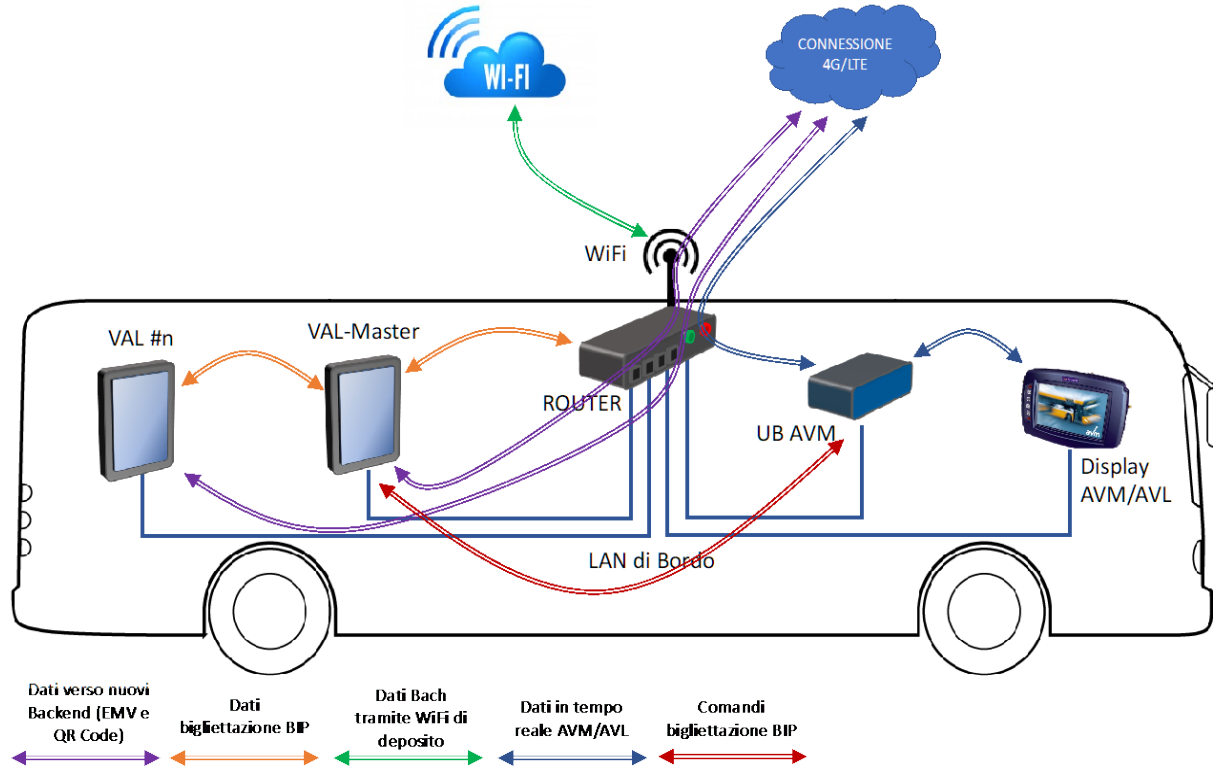 WI-FI
CONNESSIONE
4G/LTE
WiFi
VAL #n
VAL-Master
ROUTER
UB AVM
Display
AVM/AVL
avm
LAN di Bordo
Dati verso nuovi
Backend (EMV e
QR Code)
Dati
bigliettazione BIP
Dati Bach
tramite WiFi di
deposito
Dati in tempo
reale AVM/AVL
Comandi
bigliettazione BIP